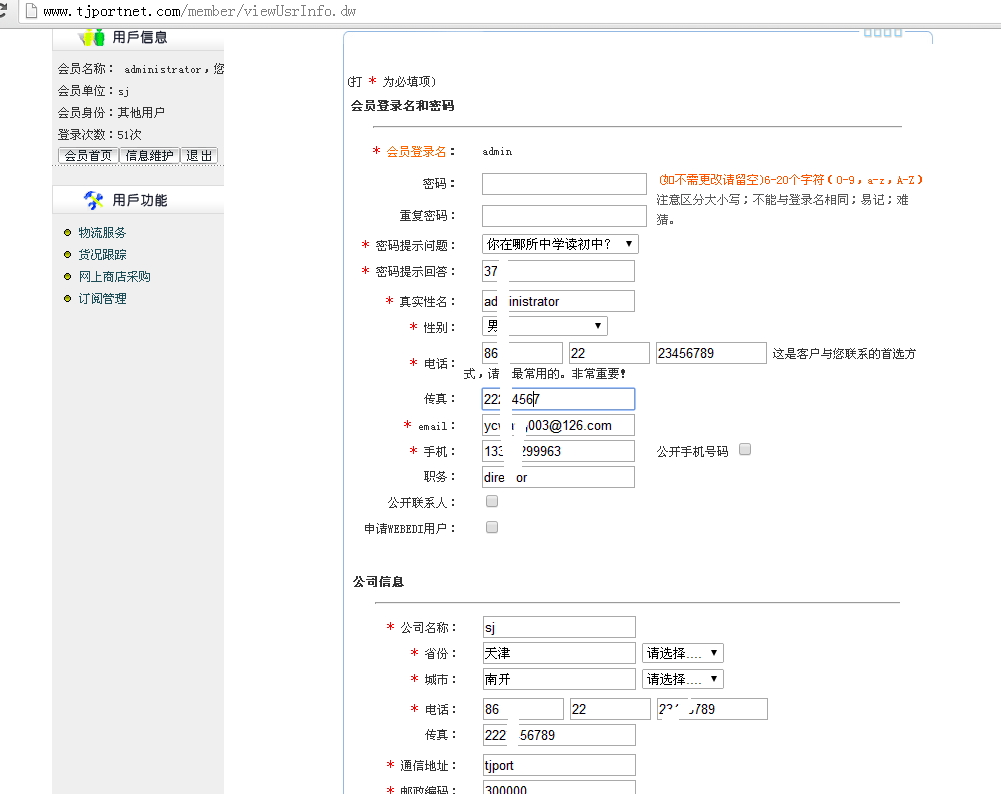 www.tjportnet.com/member/viewUsrInfo.dw
用戶信息
会员名称： administrator，您
会员单位：sj
会员身份：其他用户
登录次数：51次
会员首页 信息维护 退 出
用戶功能
物流服务
货况跟踪
网上商店采购
订阅管理
(打 * 为必填项)
会员登录名和密码
* 会员登录名： admin
密码： (如不需更改请留空)6-20个字符（0-9，a-z，A-Z）
注意区分大小写；不能与登录名相同；易记；难
猜。
重复密码：
* 密码提示问题： 你在哪所中学读初中？
* 密码提示回答： 37
* 真实性名： ad inistrator
* 性别： 男
* 电话： 86 22 23456789 这是客户与您联系的首选方
式，请 最常用的。非常重要！
传真： 222 4567
* email： yc 003@126.com
* 手机： 133 299963 公开手机号码
职务： dire or
公开联系人：
申请WEBEDI用户：
公司信息
* 公司名称： sj
* 省份： 天津 请选择....
* 城市： 南开 请选择....
* 电话： 86 22 23 789
传真： 222 56789
* 通信地址： tjport
* 邮政编码： 300000